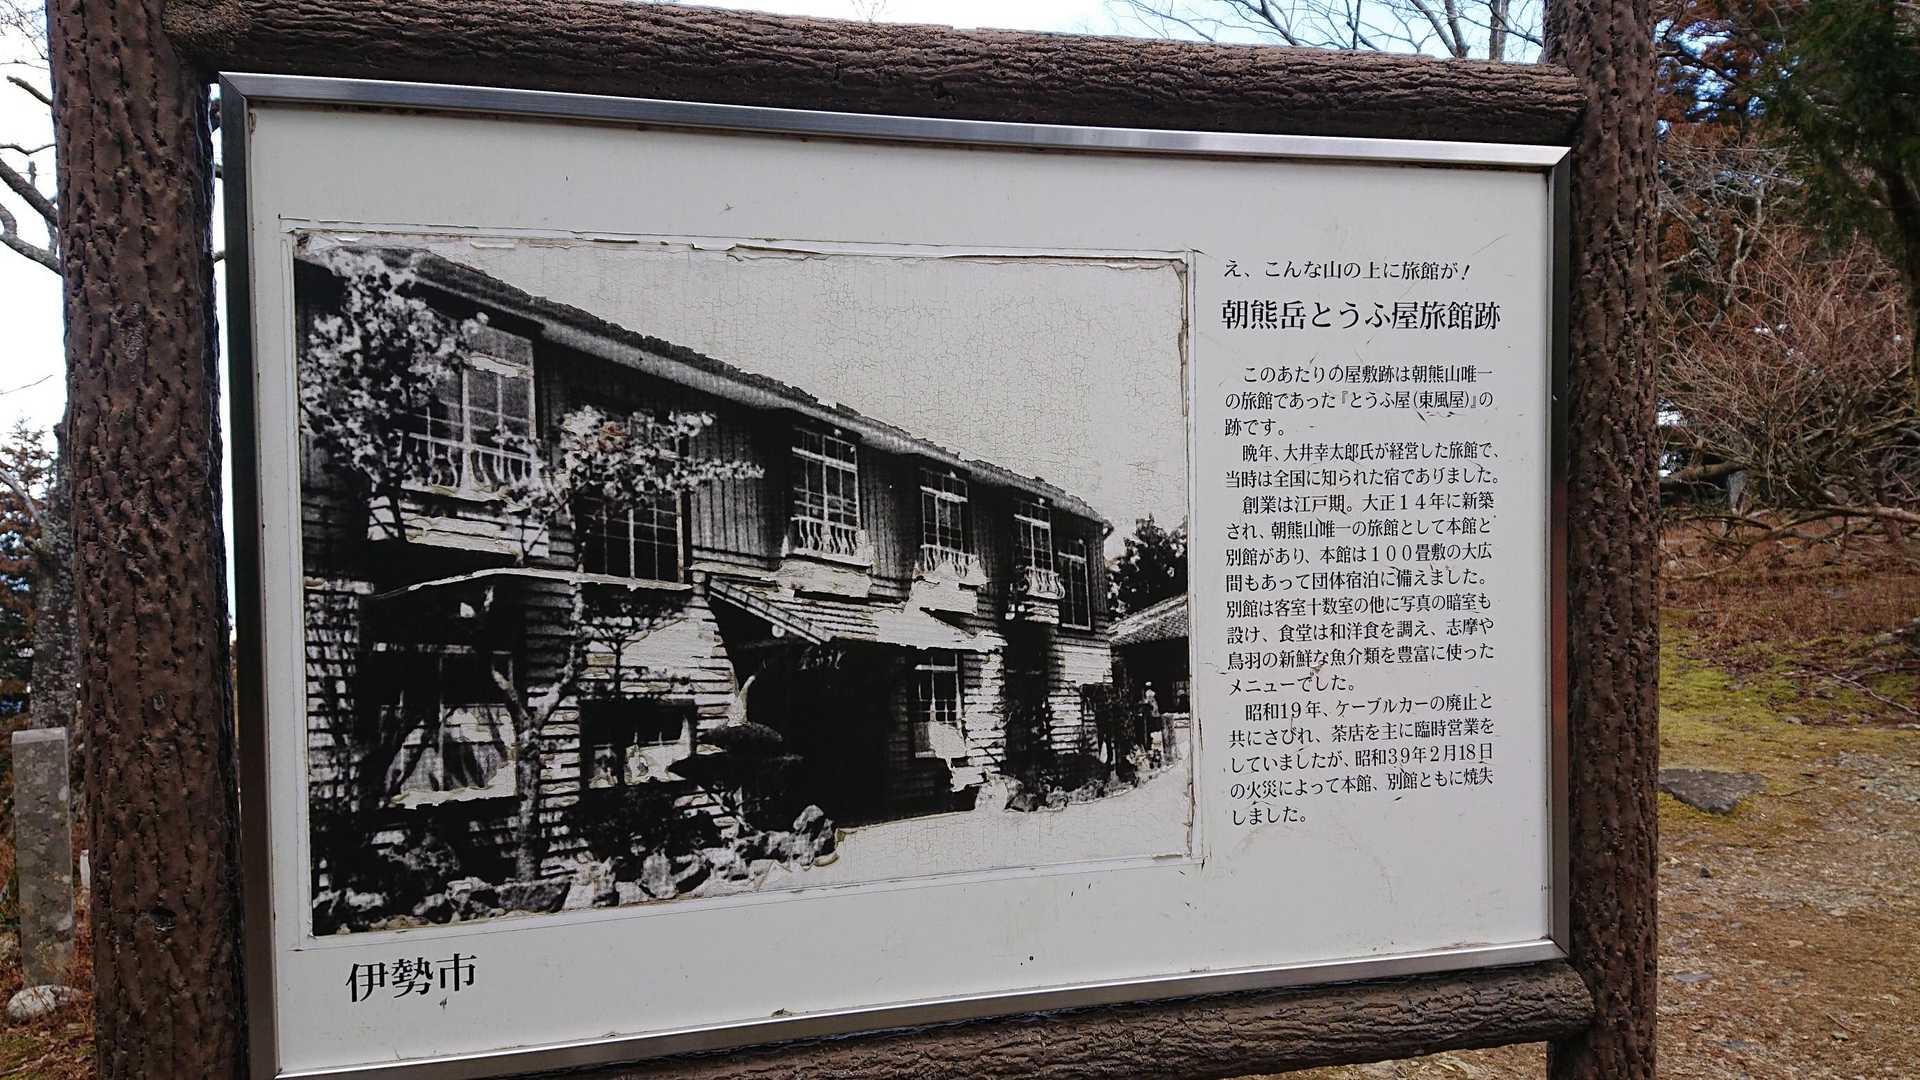 え、こんな山の上に旅館が！
朝熊岳とうふ屋旅館跡
このあたりの屋敷跡は朝熊山唯一
の旅館であった『とうふ屋(東風屋)』の
跡です。
晩年、大井幸太郎氏が経営した旅館で、
当時は全国に知られた宿でありました。
創業は江戸期。大正１４年に新築
され、朝熊山唯一の旅館として本館と
別館があり、本館は１００畳敷の大広
間もあって団体宿泊に備えました。
別館は客室十数室の他に写真の暗室も
設け、食堂は和洋食を調え、志摩や
鳥羽の新鮮な魚介類を豊富に使った
メニューでした。
昭和19年、ケーブルカーの廃止と
共にさびれ、茶店を主に臨時営業を
していましたが、昭和39年2月18日
の火災によって本館、別館ともに焼失
しました。
伊勢市